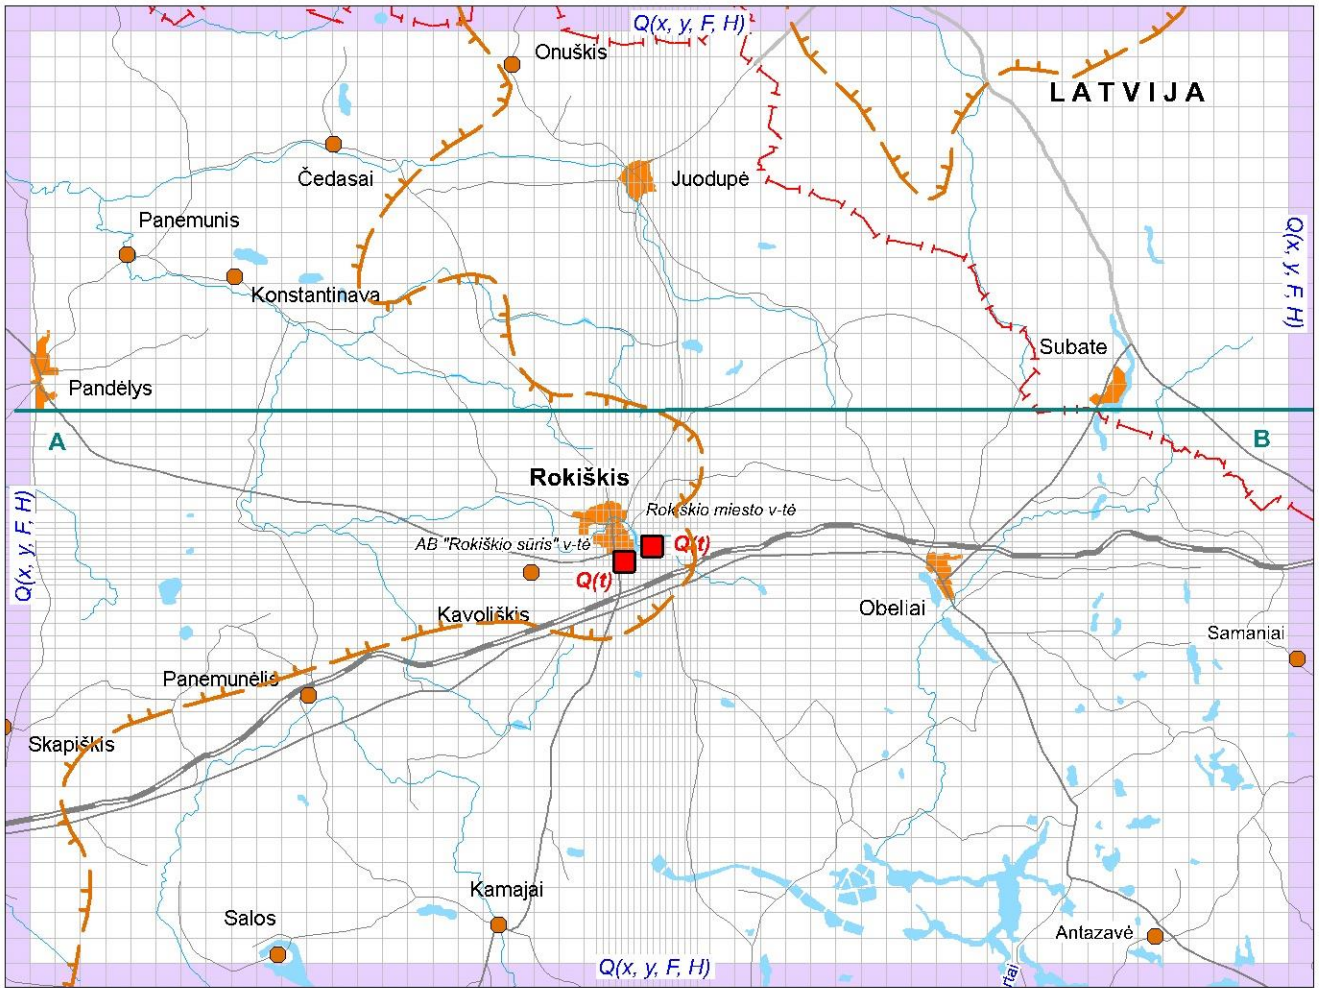 Q(x, y, F, H)
Onuškis
LATVIJA
Čedasai
Juodupė
Panemunis
Q(x, y, F, H)
Konstantinava
Subate
Pandėlys
A
B
Rokiškis
Rokiškio miesto v-tė
Q(x, y, F, H)
AB "Rokiškio sūris" v-tė
Q(t)
Q(t)
Kavoliškis
Obeliai
Samaniai
Panemunėlis
Skapiškis
Kamajai
Salos
Antazavė
Q(x, y, F, H)